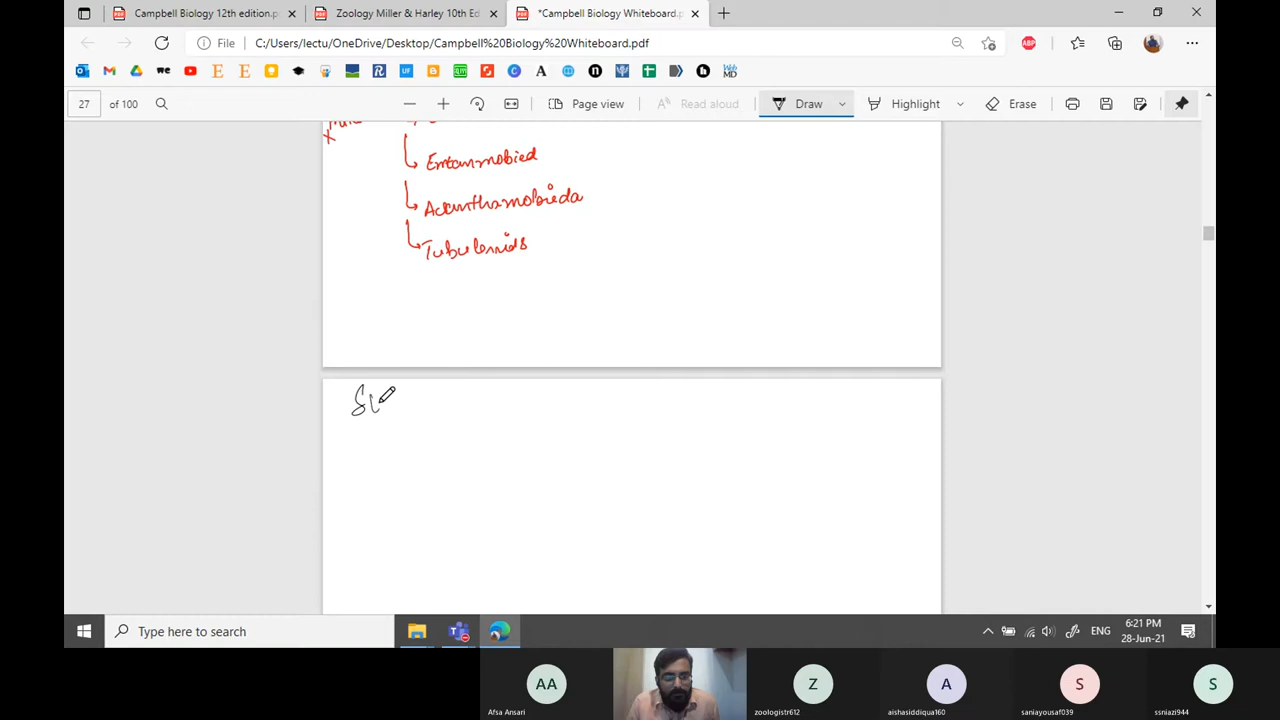 Campbell Biology 12th edition.p
Zoology Miller & Harley 10th Ed
*Campbell Biology Whiteboard.p
File
C:/Users/lectu/OneDrive/Desktop/Campbell%20Biology%20Whiteboard.pdf
27 of 100
Page view
Read aloud
Draw
Highlight
Erase
Entammobied
Acanthamobieda
Tubulenids
Type here to search
ENG
6:21 PM
28-Jun-21
AA
Z
A
S
S
Afsa Ansari
zoologistr612
aishasiddiqua160
saniayousaf039
ssniazi944